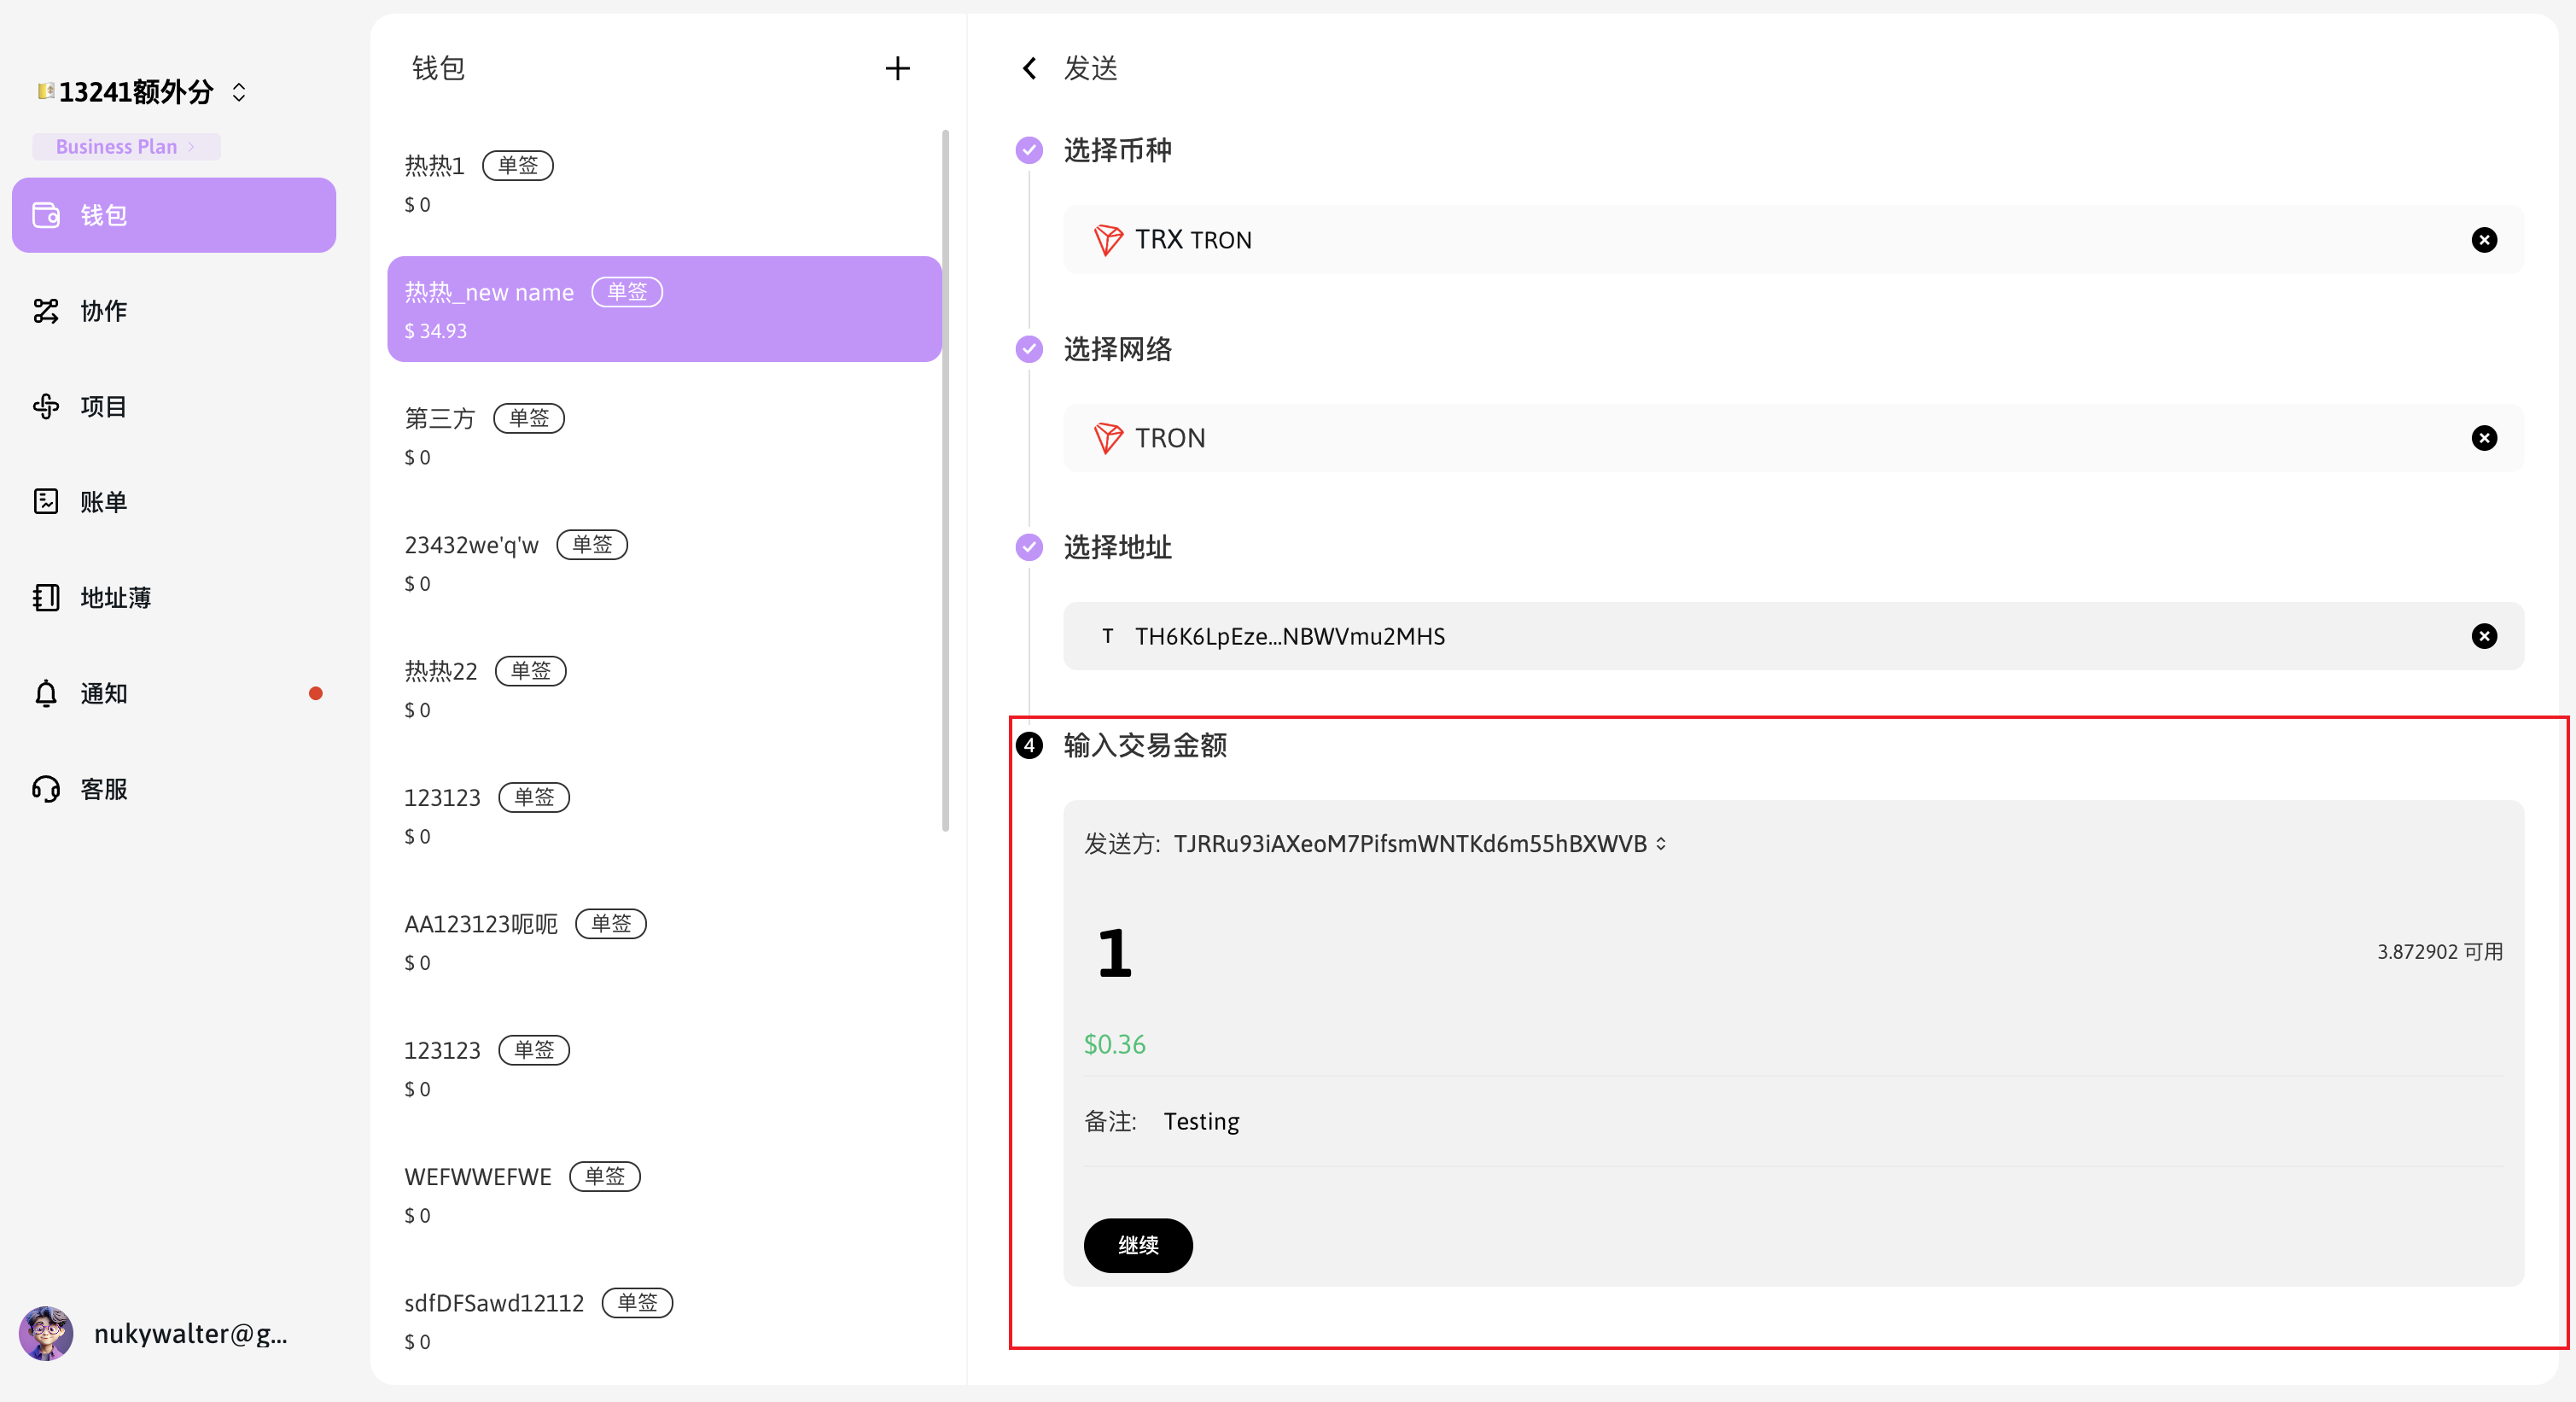 13241额外分
Business Plan
钱包
协作
项目
账单
地址薄
通知
客服
nukywalter@g...
钱包
热热1 单签
$ 0
热热_new name 单签
$ 34.93
第三方 单签
$ 0
23432we'q'w 单签
$ 0
热热22 单签
$ 0
123123 单签
$ 0
AA123123呃呃 单签
$ 0
123123 单签
$ 0
WEFWWEFWE 单签
$ 0
sdfDFSawd12112 单签
$ 0
发送
选择币种
TRX TRON
选择网络
TRON
选择地址
T TH6K6LpEze...NBWVmu2MHS
4 输入交易金额
发送方: TJRRu93iAXeoM7PifsmWNTKd6m55hBXWVB
1
3.872902 可用
$0.36
备注: Testing
继续